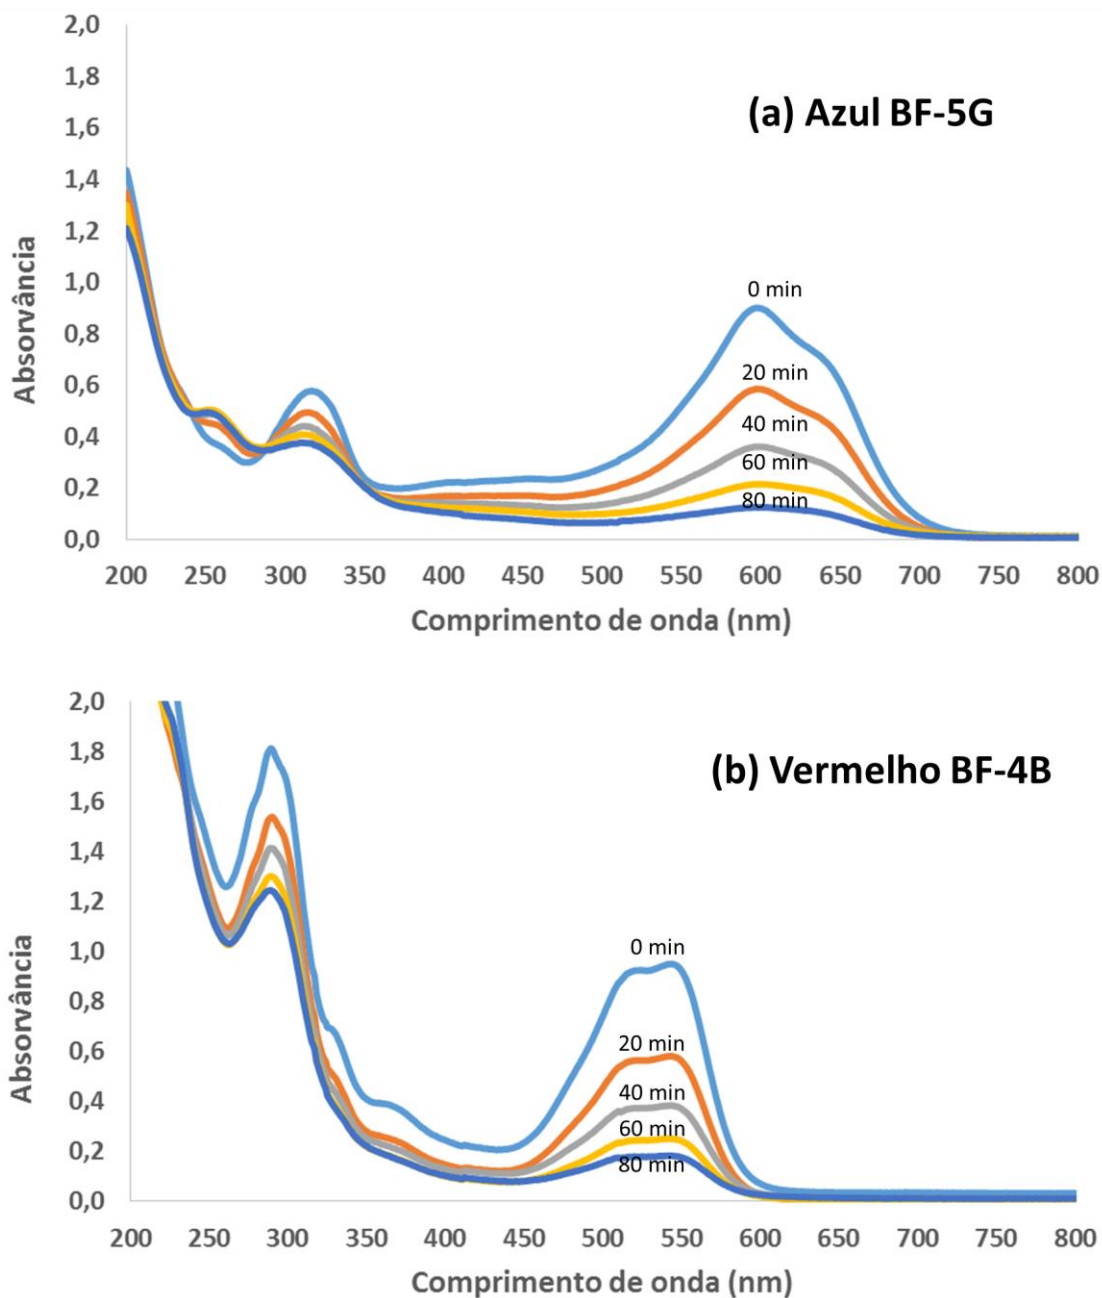 2,0
1,8
1,6
1,4
1,2
1,0
0,8
0,6
0,4
0,2
0,0
Absorvância
(a) Azul BF-5G
0 min
20 min
40 min
60 min
80 min
200 250 300 350 400 450 500 550 600 650 700 750 800
Comprimento de onda (nm)
2,0
1,8
1,6
1,4
1,2
1,0
0,8
0,6
0,4
0,2
0,0
Absorvância
(b) Vermelho BF-4B
0 min
20 min
40 min
60 min
80 min
200 250 300 350 400 450 500 550 600 650 700 750 800
Comprimento de onda (nm)